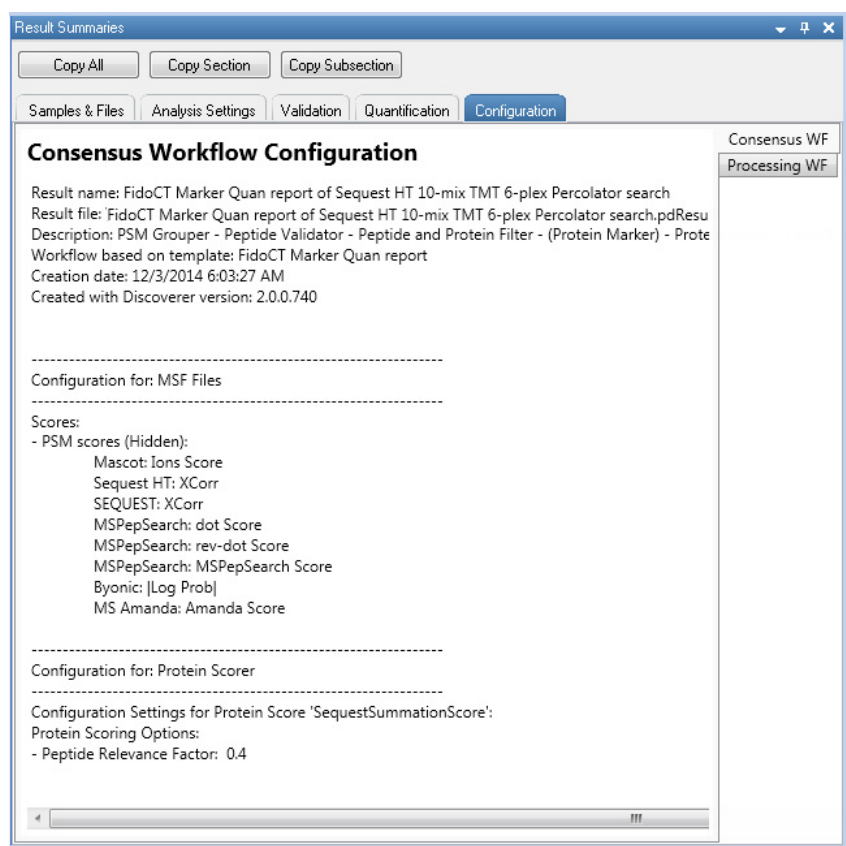 Result Summaries
Copy All
Copy Section
Copy Subsection
Samples & Files
Analysis Settings
Validation
Quantification
Configuration
Consensus Workflow Configuration
Consensus WF
Processing WF
Result name: FidoCT Marker Quan report of Sequest HT 10-mix TMT 6-plex Percolator search
Result file: 'FidoCT Marker Quan report of Sequest HT 10-mix TMT 6-plex Percolator search.pdResu
Description: PSM Grouper - Peptide Validator - Peptide and Protein Filter - (Protein Marker) - Prote
Workflow based on template: FidoCT Marker Quan report
Creation date: 12/3/2014 6:03:27 AM
Created with Discoverer version: 2.0.0.740
------------------------------------------------------------------
Configuration for: MSF Files
------------------------------------------------------------------
Scores:
- PSM scores (Hidden):
Mascot: Ions Score
Sequest HT: XCorr
SEQUEST: XCorr
MSPepSearch: dot Score
MSPepSearch: rev-dot Score
MSPepSearch: MSPepSearch Score
Byonic: |Log Prob|
MS Amanda: Amanda Score
------------------------------------------------------------------
Configuration for: Protein Scorer
------------------------------------------------------------------
Configuration Settings for Protein Score 'SequestSummationScore':
Protein Scoring Options:
- Peptide Relevance Factor:  0.4